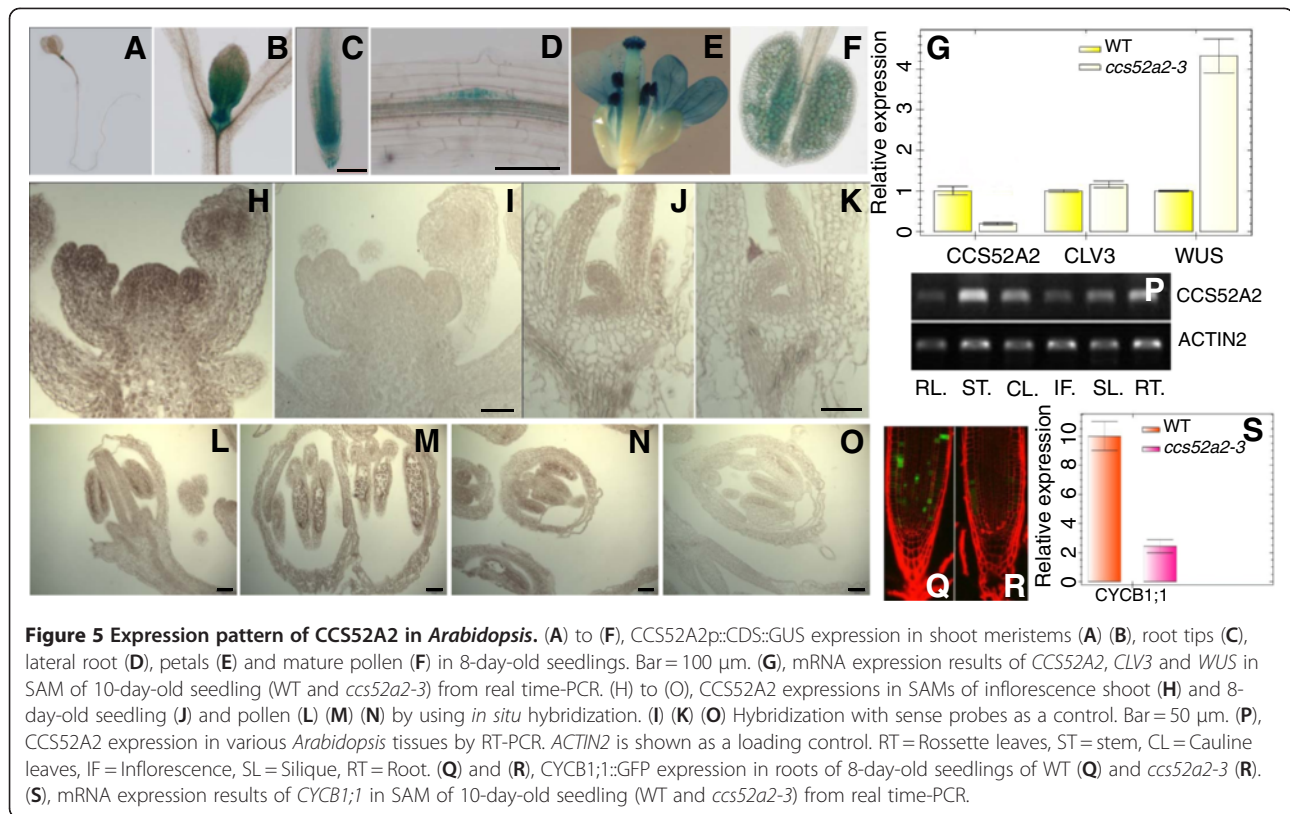 A
B
C
D
E
F
G
WT
ccs52a2-3
Relative expression
4
3
2
1
0
CCS52A2 CLV3 WUS
H
I
J
K
P
CCS52A2
ACTIN2
RL. ST. CL. IF. SL. RT.
L
M
N
O
Q
R
S
WT
ccs52a2-3
Relative expression
10
8
6
4
2
0
CYCB1;1
Figure 5 Expression pattern of CCS52A2 in Arabidopsis. (A) to (F), CCS52A2p::CDS::GUS expression in shoot meristems (A) (B), root tips (C),
lateral root (D), petals (E) and mature pollen (F) in 8-day-old seedlings. Bar = 100 μm. (G), mRNA expression results of CCS52A2, CLV3 and WUS in
SAM of 10-day-old seedling (WT and ccs52a2-3) from real time-PCR. (H) to (O), CCS52A2 expressions in SAMs of inflorescence shoot (H) and 8-
day-old seedling (J) and pollen (L) (M) (N) by using in situ hybridization. (I) (K) (O) Hybridization with sense probes as a control. Bar = 50 μm. (P),
CCS52A2 expression in various Arabidopsis tissues by RT-PCR. ACTIN2 is shown as a loading control. RT = Rossette leaves, ST = stem, CL = Cauline
leaves, IF = Inflorescence, SL = Silique, RT = Root. (Q) and (R), CYCB1;1::GFP expression in roots of 8-day-old seedlings of WT (Q) and ccs52a2-3 (R).
(S), mRNA expression results of CYCB1;1 in SAM of 10-day-old seedling (WT and ccs52a2-3) from real time-PCR.